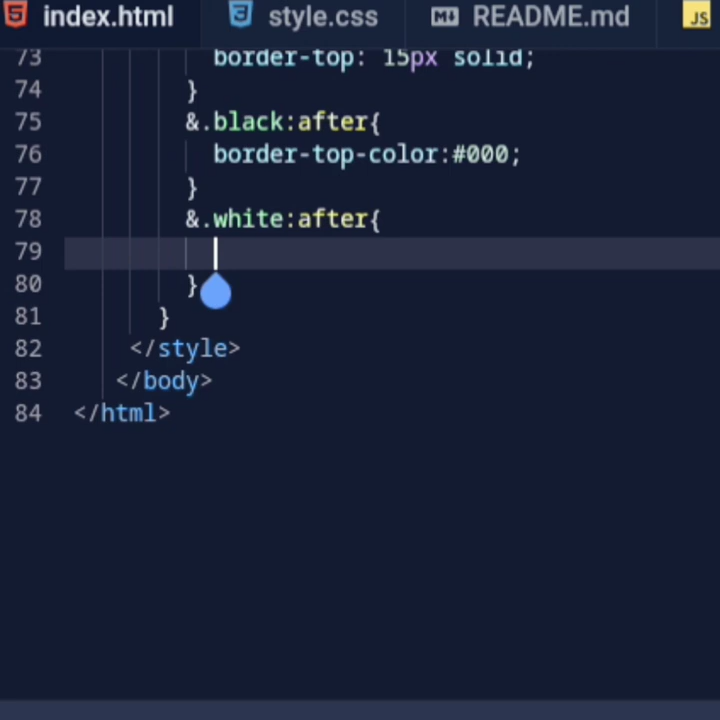 index.html style.css README.md JS
73 border-top: 15px solid;
74 }
75 &.black:after{
76 border-top-color:#000;
77 }
78 &.white:after{
79
80 }
81 }
82 </style>
83 </body>
84 </html>